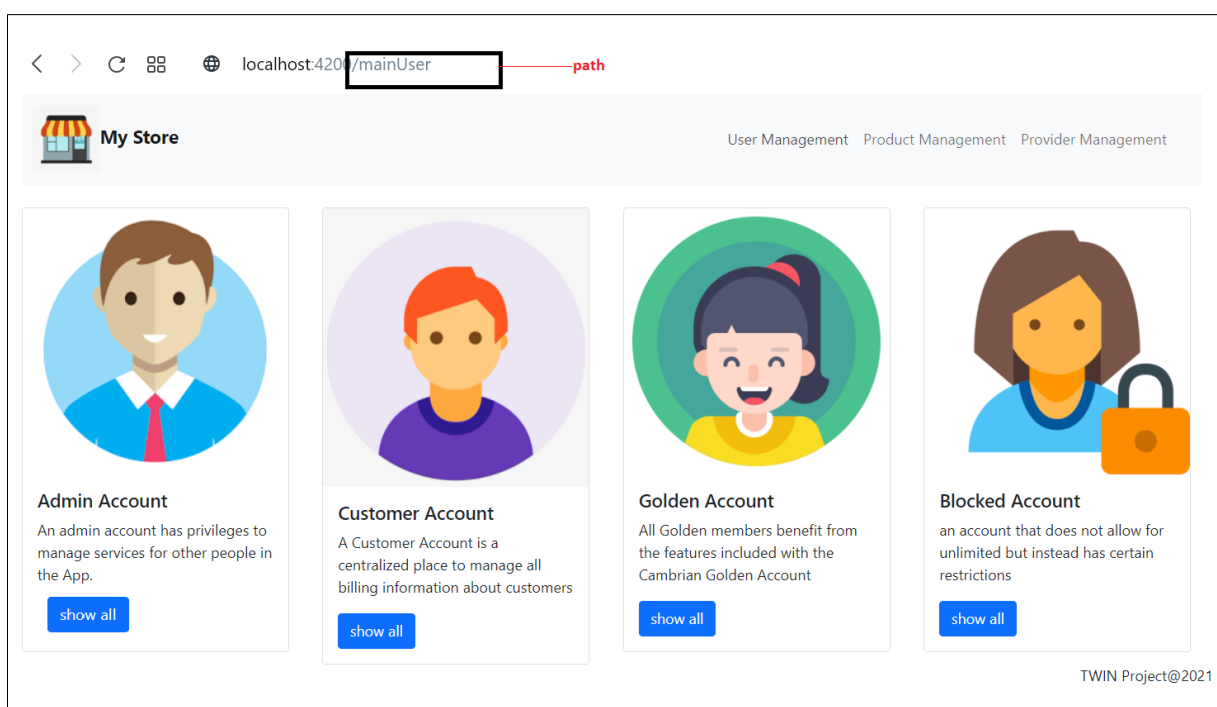 localhost:4200/mainUser
path
My Store
User Management Product Management Provider Management
Admin Account
An admin account has privileges to
manage services for other people in
the App.
show all
Customer Account
A Customer Account is a
centralized place to manage all
billing information about customers
show all
Golden Account
All Golden members benefit from
the features included with the
Cambrian Golden Account
show all
Blocked Account
an account that does not allow for
unlimited but instead has certain
restrictions
show all
TWIN Project@2021